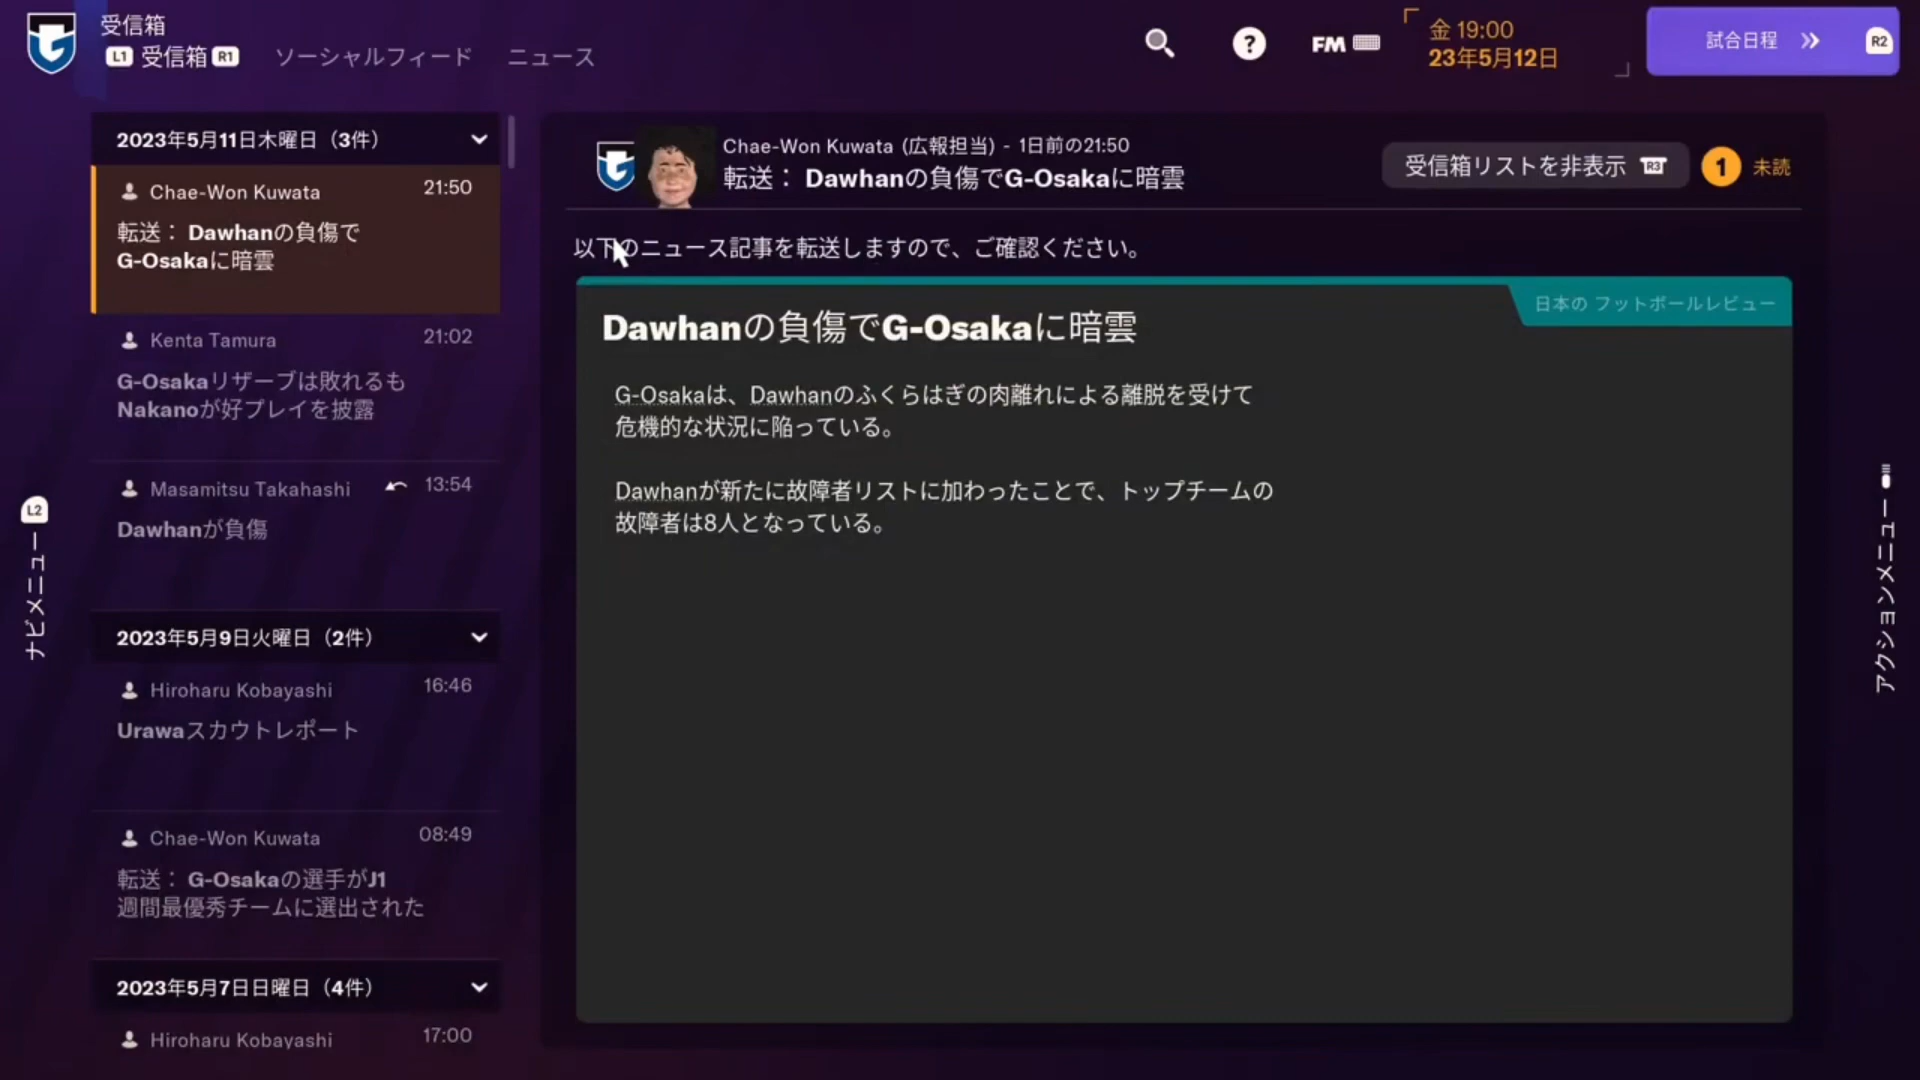 受信箱
L1 受信箱 R1 ソーシャルフィード ニュース
FM
金 19:00
23年5月12日
試合日程 R2
2023年5月11日木曜日（3件）
Chae-Won Kuwata 21:50
転送： Dawhanの負傷で
G-Osakaに暗雲
Kenta Tamura 21:02
G-Osakaリザーブは敗れるも
Nakanoが好プレイを披露
Masamitsu Takahashi 13:54
Dawhanが負傷
2023年5月9日火曜日（2件）
Hiroharu Kobayashi 16:46
Urawaスカウトレポート
Chae-Won Kuwata 08:49
転送： G-Osakaの選手がJ1
週間最優秀チームに選出された
2023年5月7日日曜日（4件）
Hiroharu Kobayashi 17:00
Chae-Won Kuwata (広報担当) - 1日前の21:50
転送： Dawhanの負傷でG-Osakaに暗雲
受信箱リストを非表示 R3
1 未読
以下のニュース記事を転送しますので、ご確認ください。
日本の フットボールレビュー
Dawhanの負傷でG-Osakaに暗雲
G-Osakaは、Dawhanのふくらはぎの肉離れによる離脱を受けて
危機的な状況に陥っている。
Dawhanが新たに故障者リストに加わったことで、トップチームの
故障者は8人となっている。
L2
ナビメニュー
アクションメニュー